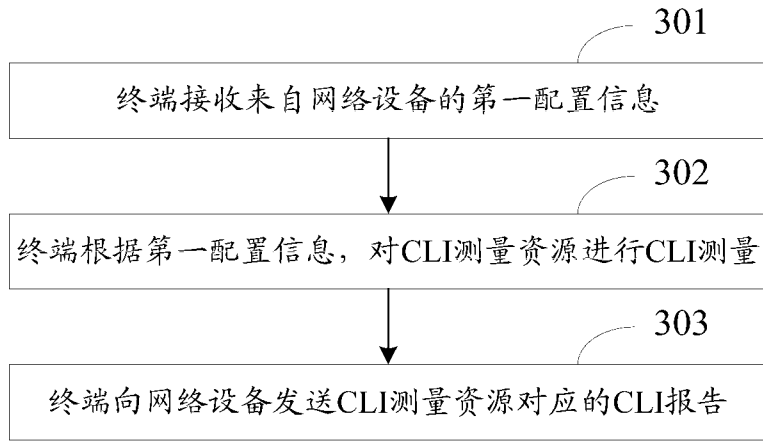 301
终端接收来自网络设备的第一配置信息
302
终端根据第一配置信息，对CLI测量资源进行CLI测量
303
终端向网络设备发送CLI测量资源对应的CLI报告